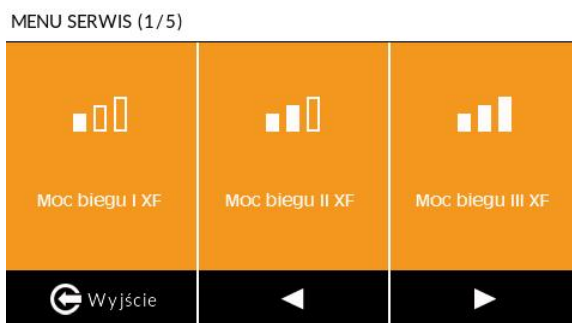 MENU SERWIS (1/5)
Moc biegu I XF
Moc biegu II XF
Moc biegu III XF
Wyjście